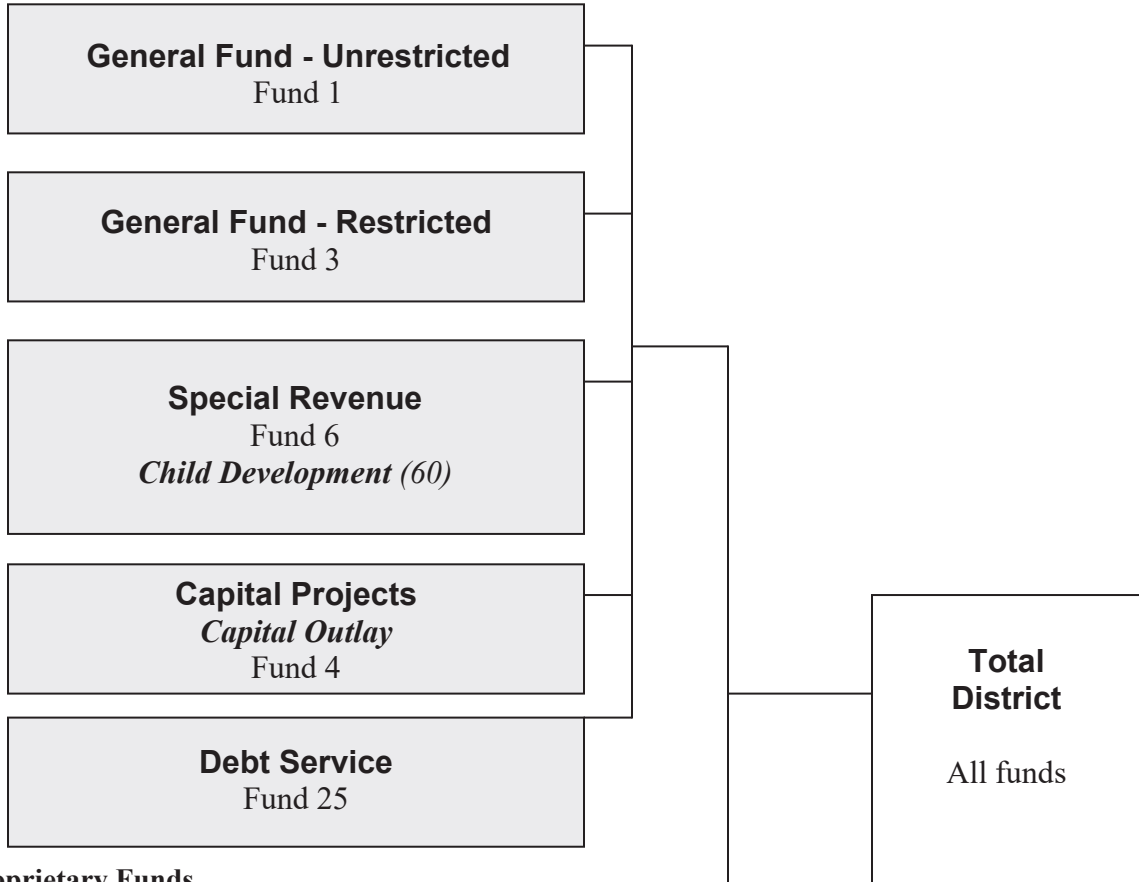 General Fund - Unrestricted
Fund 1
General Fund - Restricted
Fund 3
Special Revenue
Fund 6
Child Development (60)
Capital Projects
Capital Outlay
Fund 4
Debt Service
Fund 25
Total
District
All funds
Funds